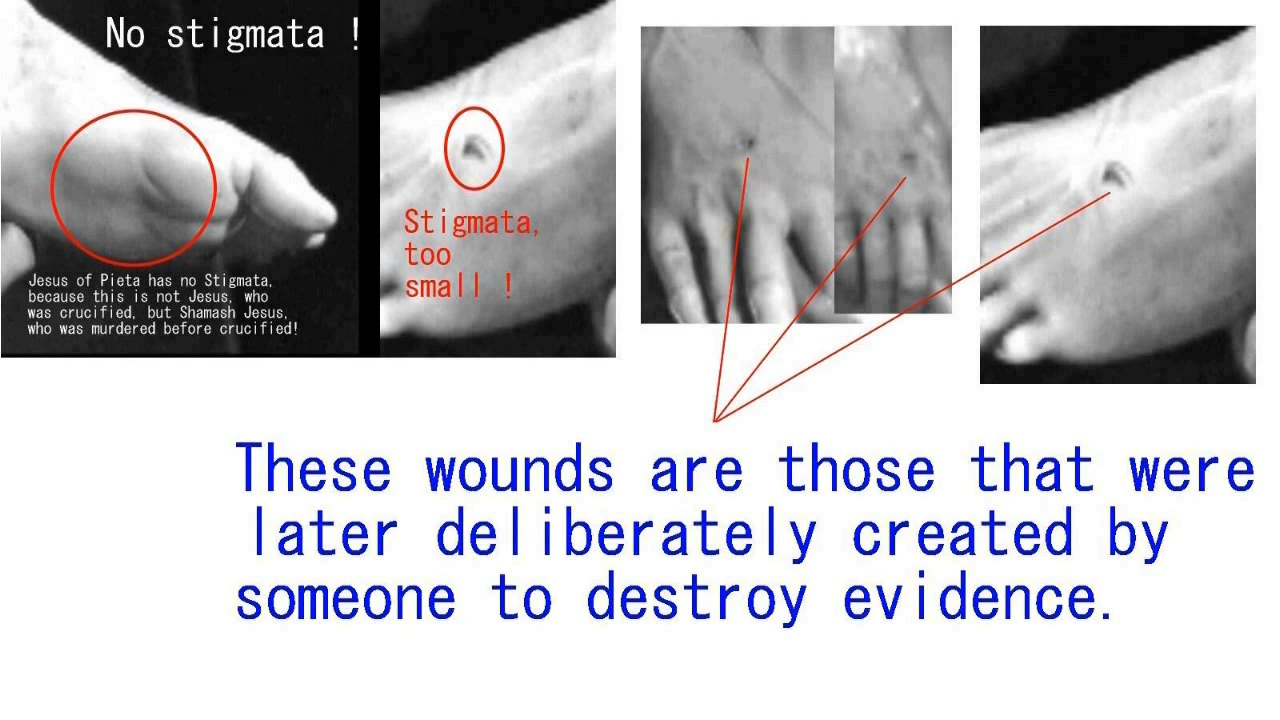 No stigmata !
Jesus of Pieta has no Stigmata,
because this is not Jesus, who
was crucified, but Shamash Jesus,
who was murdered before crucified!
Stigmata,
too
small !
These wounds are those that were
later deliberately created by
someone to destroy evidence.